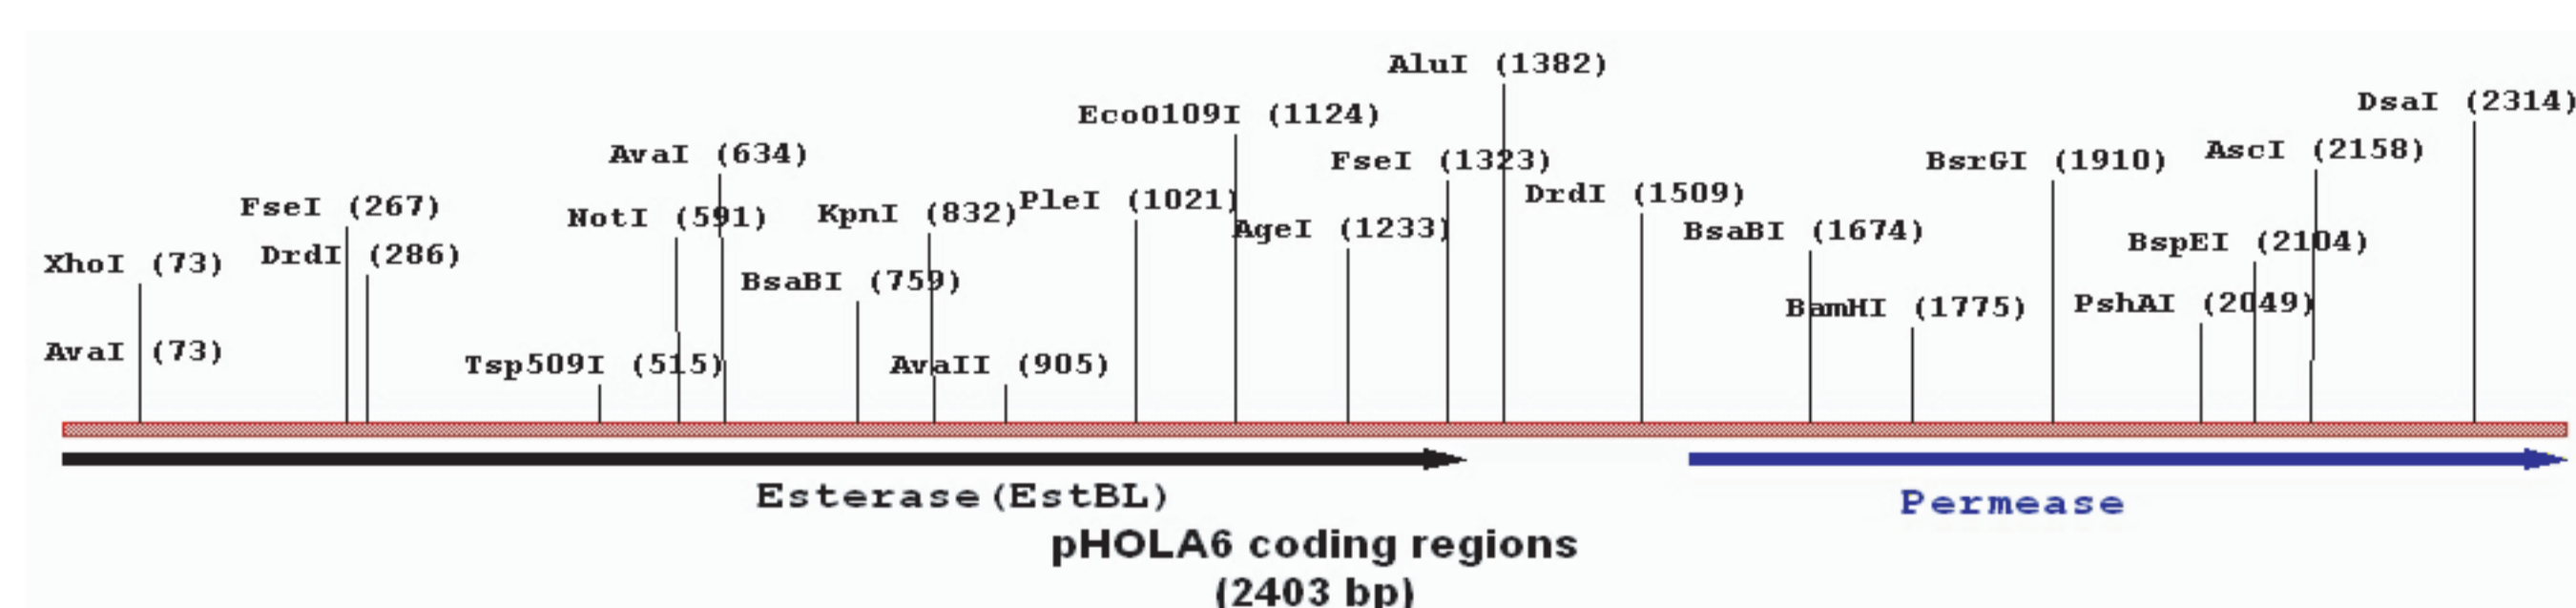 AluI (1382)
DsaI (2314)
Eco0109I (1124)
AvaI (634)
FseI (1323)
BsrGI (1910)
AscI (2158)
FseI (267)
NotI (591)
KpnI (832)
PleI (1021)
DrdI (1509)
AgeI (1233)
BsaBI (1674)
XhoI (73)
DrdI (286)
BsaBI (759)
BspEI (2104)
BamHI (1775)
PshAI (2049)
AvaI (73)
Tsp509I (515)
AvaII (905)
Esterase(EstBL)
Permease
pHOLA6 coding regions
(2403 bp)